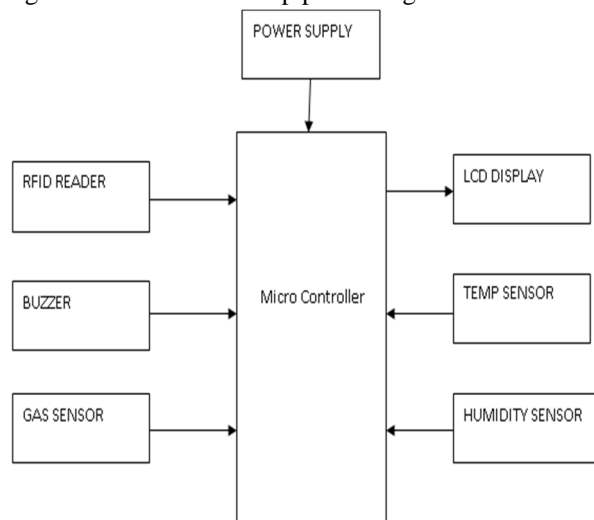 POWER SUPPLY
RFID READER
LCD DISPLAY
BUZZER
Micro Controller
TEMP SENSOR
GAS SENSOR
HUMIDITY SENSOR